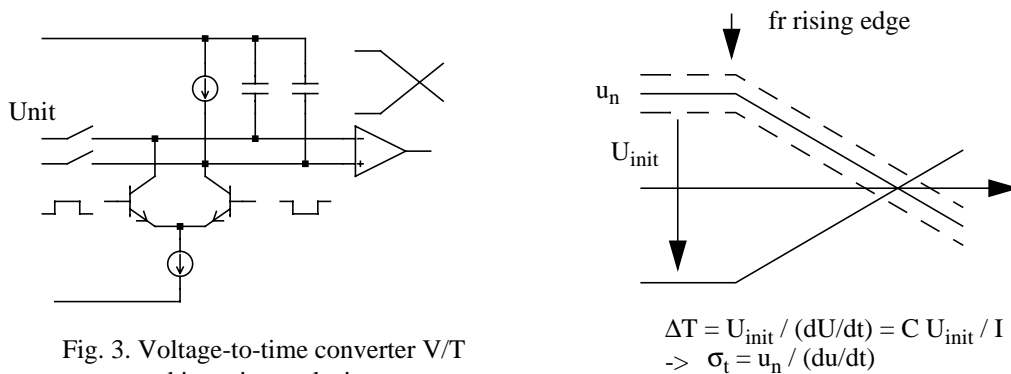 fr rising edge
Unit
u_n
U_init
−
+
ΔT = U_init / (dU/dt) = C U_init / I
-> σ_t = u_n / (du/dt)
Fig. 3. Voltage-to-time converter V/T